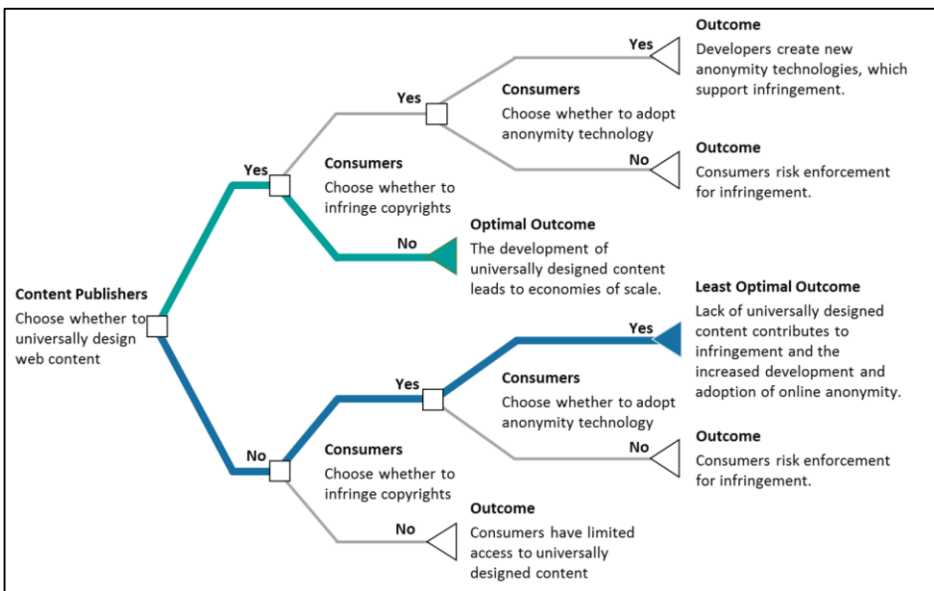 Content Publishers
Choose whether to
universally design
web content
Yes
Consumers
Choose whether to
infringe copyrights
Yes
Consumers
Choose whether to adopt
anonymity technology
Yes
Outcome
Developers create new
anonymity technologies, which
support infringement.
No
Outcome
Consumers risk enforcement
for infringement.
No
Optimal Outcome
The development of
universally designed content
leads to economies of scale.
No
Consumers
Choose whether to
infringe copyrights
Yes
Consumers
Choose whether to adopt
anonymity technology
Yes
Least Optimal Outcome
Lack of universally designed
content contributes to
infringement and the
increased development and
adoption of online anonymity.
No
Outcome
Consumers risk enforcement
for infringement.
No
Outcome
Consumers have limited
access to universally
designed content